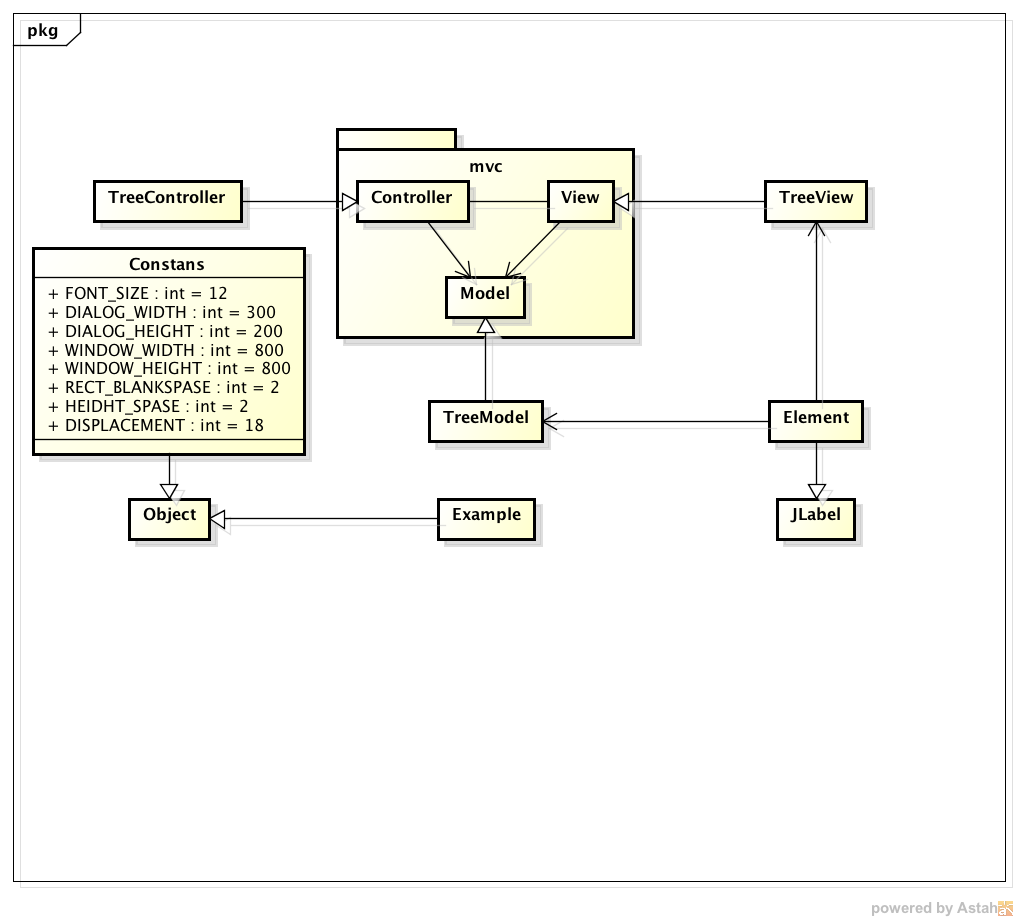 pkg
mvc
TreeController
Controller
View
TreeView
Constans
+ FONT_SIZE : int = 12
+ DIALOG_WIDTH : int = 300
+ DIALOG_HEIGHT : int = 200
+ WINDOW_WIDTH : int = 800
+ WINDOW_HEIGHT : int = 800
+ RECT_BLANKSPASE : int = 2
+ HEIDHT_SPASE : int = 2
+ DISPLACEMENT : int = 18
Model
TreeModel
Element
Object
Example
JLabel
powered by Astah